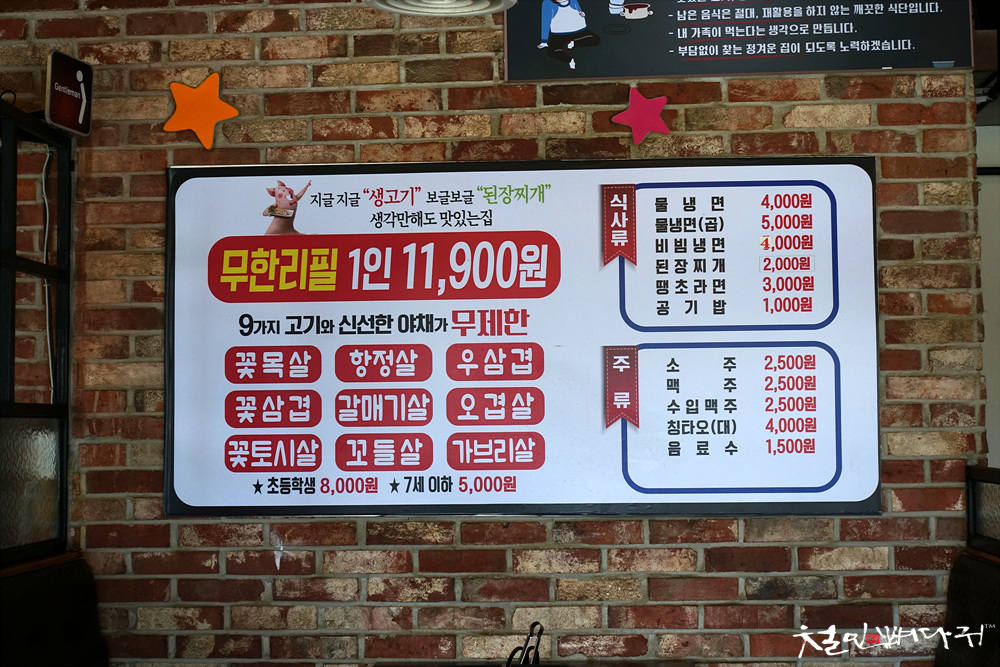 - 남은 음식은 절대, 재활용을 하지 않는 깨끗한 식단입니다.
- 내 가족이 먹는다는 생각으로 만듭니다.
- 부담없이 찾는 정겨운 집이 되도록 노력하겠습니다.
Gentleman
지글 지글 "생고기" 보글보글 "된장찌개"
생각만해도 맛있는집
무한리필 1인 11,900원
9가지 고기와 신선한 야채가 무제한
꽃목살 항정살 우삼겹
꽃삼겹 갈매기살 오겹살
꽃토시살 꼬들살 가브리살
★ 초등학생 8,000원 ★ 7세 이하 5,000원
식사류
물냉면 4,000원
물냉면(곱) 5,000원
비빔냉면 4,000원
된장찌개 2,000원
땡초라면 3,000원
공기밥 1,000원
주류
소주 2,500원
맥주 2,500원
수입맥주 2,500원
칭타오(대) 4,000원
음료수 1,500원